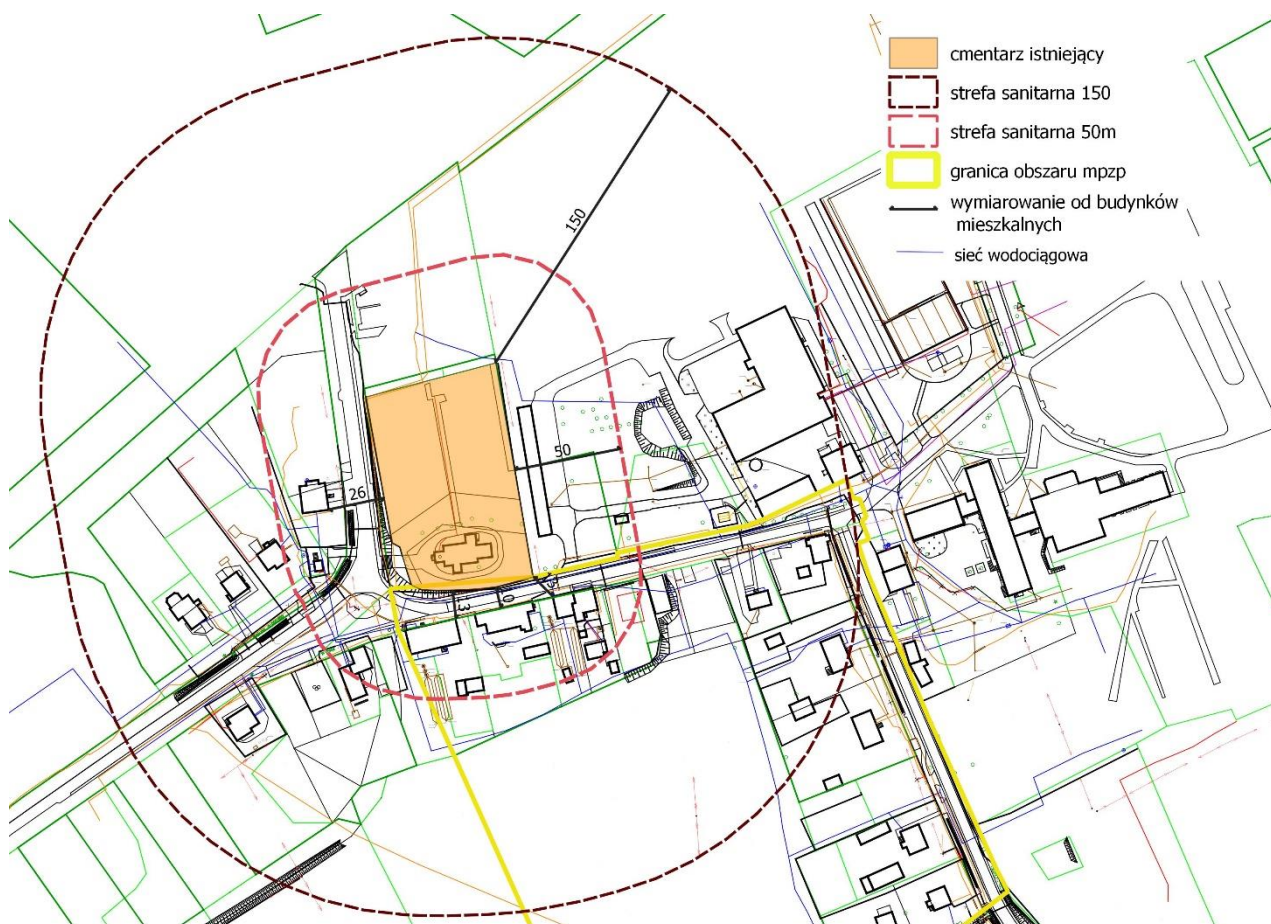 cmentarz istniejący
strefa sanitarna 150
strefa sanitarna 50m
granica obszaru mpzp
wymiarowanie od budynków
mieszkalnych
sieć wodociągowa
150
50
26